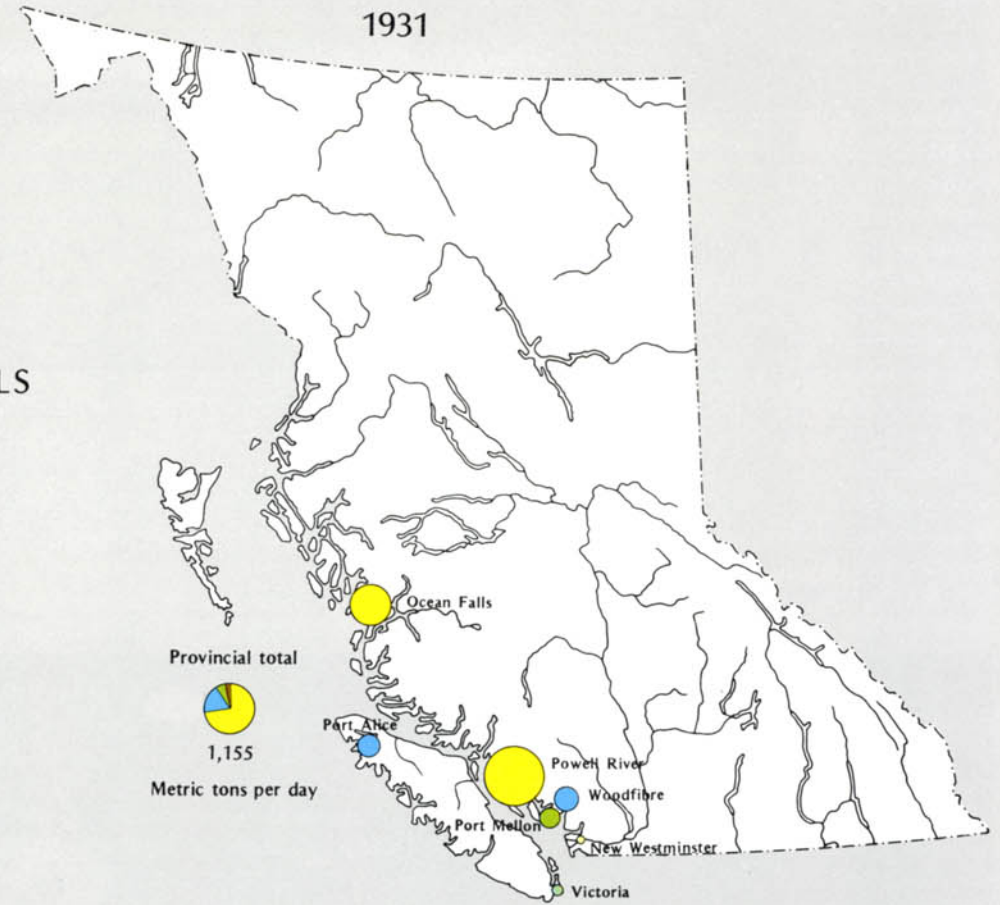 1931
LS
Ocean Falls
Provincial total
1,155
Metric tons per day
Port Alice
Powell River
Woodfibre
Port Mellon
New Westminster
Victoria